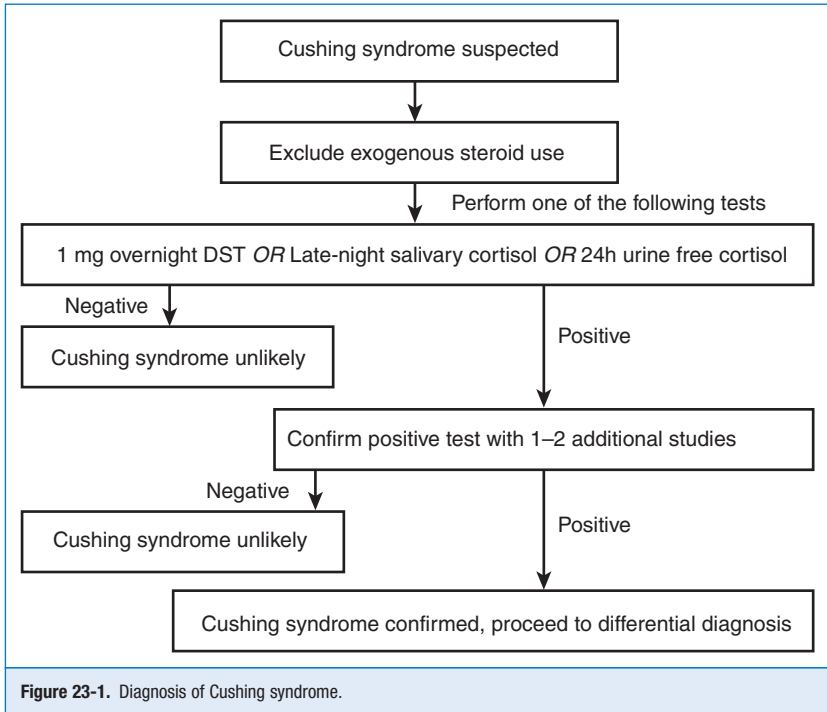 Cushing syndrome suspected
Exclude exogenous steroid use
Perform one of the following tests
1 mg overnight DST OR Late-night salivary cortisol OR 24h urine free cortisol
Negative
Positive
Cushing syndrome unlikely
Confirm positive test with 1–2 additional studies
Negative
Positive
Cushing syndrome unlikely
Cushing syndrome confirmed, proceed to differential diagnosis
Figure 23-1. Diagnosis of Cushing syndrome.